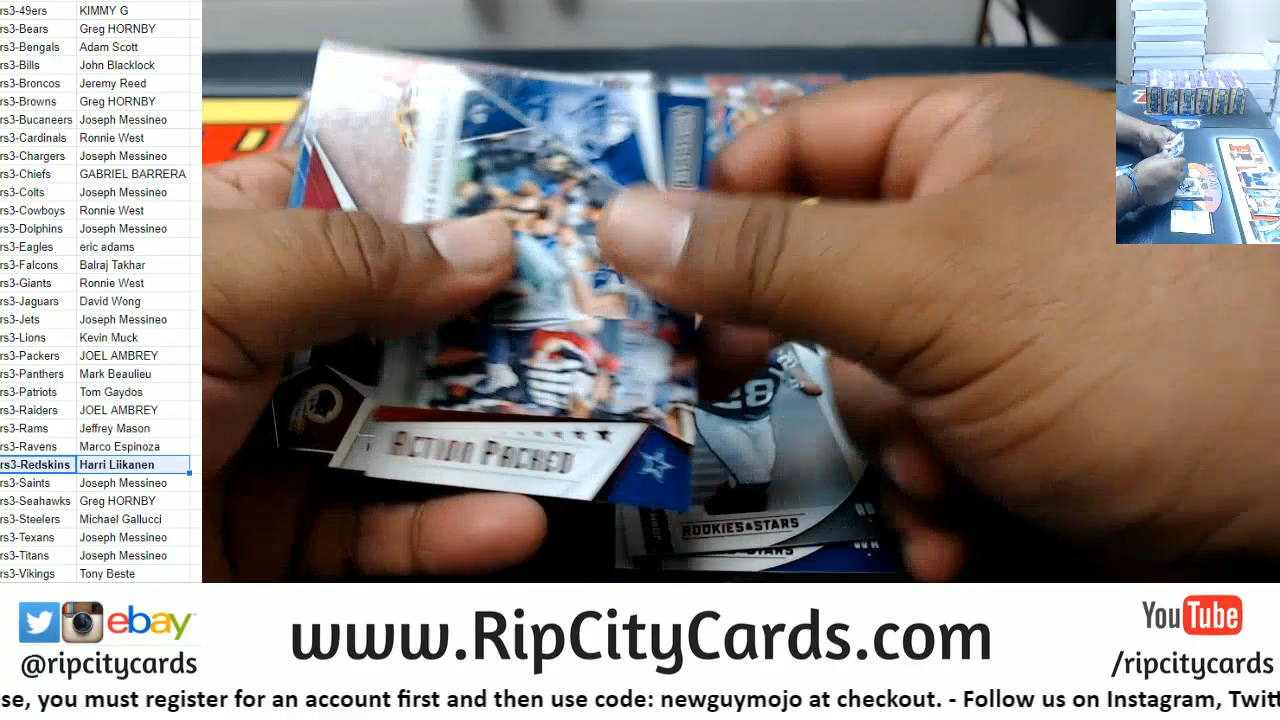 rs3-49ers KIMMY G
rs3-Bears Greg HORNBY
rs3-Bengals Adam Scott
rs3-Bills John Blacklock
rs3-Broncos Jeremy Reed
rs3-Browns Greg HORNBY
rs3-Bucaneers Joseph Messineo
rs3-Cardinals Ronnie West
rs3-Chargers Joseph Messineo
rs3-Chiefs GABRIEL BARRERA
rs3-Colts Joseph Messineo
rs3-Cowboys Ronnie West
rs3-Dolphins Joseph Messineo
rs3-Eagles eric adams
rs3-Falcons Balraj Takhar
rs3-Giants Ronnie West
rs3-Jaguars David Wong
rs3-Jets Joseph Messineo
rs3-Lions Kevin Muck
rs3-Packers JOEL AMBREY
rs3-Panthers Mark Beaulieu
rs3-Patriots Tom Gaydos
rs3-Raiders JOEL AMBREY
rs3-Rams Jeffrey Mason
rs3-Ravens Marco Espinoza
rs3-Redskins Harri Liikanen
rs3-Saints Joseph Messineo
rs3-Seahawks Greg HORNBY
rs3-Steelers Michael Gallucci
rs3-Texans Joseph Messineo
rs3-Titans Joseph Messineo
rs3-Vikings Tony Beste
ACTION PACKED
28
ROOKIES & STARS
STARS
ebay
@ripcitycards
www.RipCityCards.com
YouTube
/ripcitycards
se, you must register for an account first and then use code: newguymojo at checkout. - Follow us on Instagram, Twitt